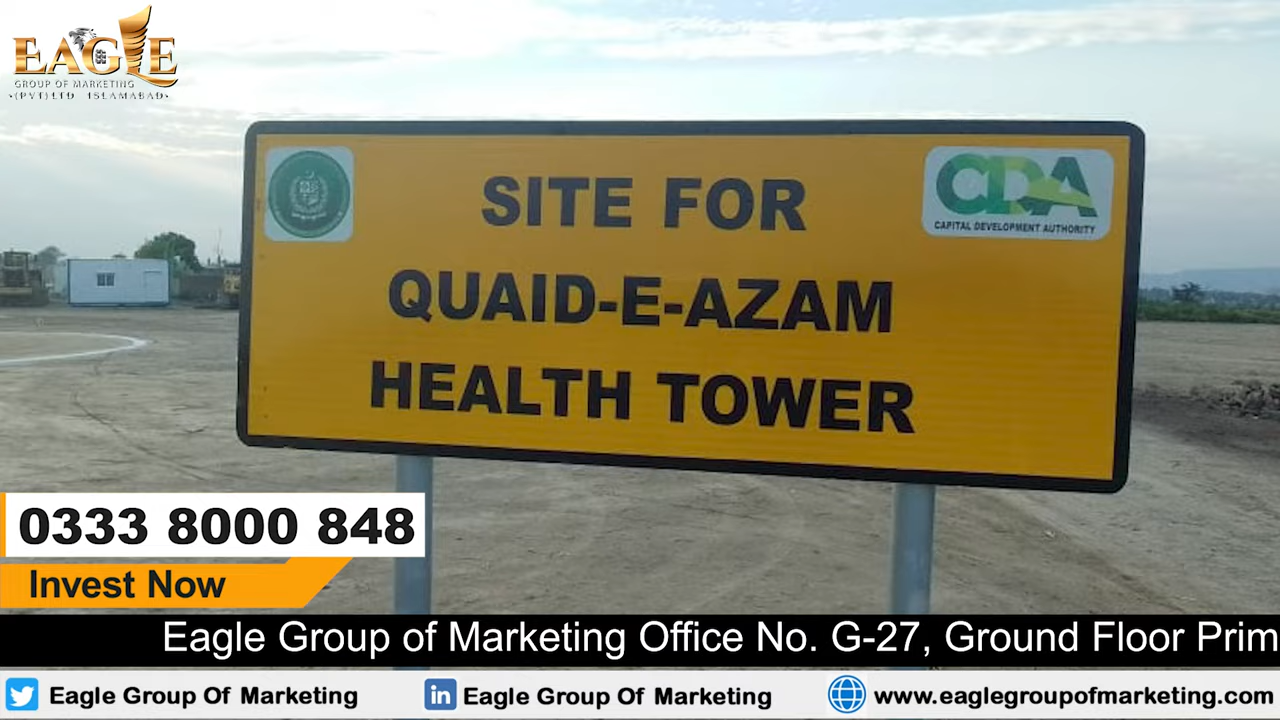 EAGLE
GROUP OF MARKETING
(PVT) LTD ISLAMABAD
SITE FOR
QUAID-E-AZAM
HEALTH TOWER
CDA
CAPITAL DEVELOPMENT AUTHORITY
0333 8000 848
Invest Now
Eagle Group of Marketing Office No. G-27, Ground Floor Prim
Eagle Group Of Marketing
Eagle Group Of Marketing
www.eaglegroupofmarketing.com